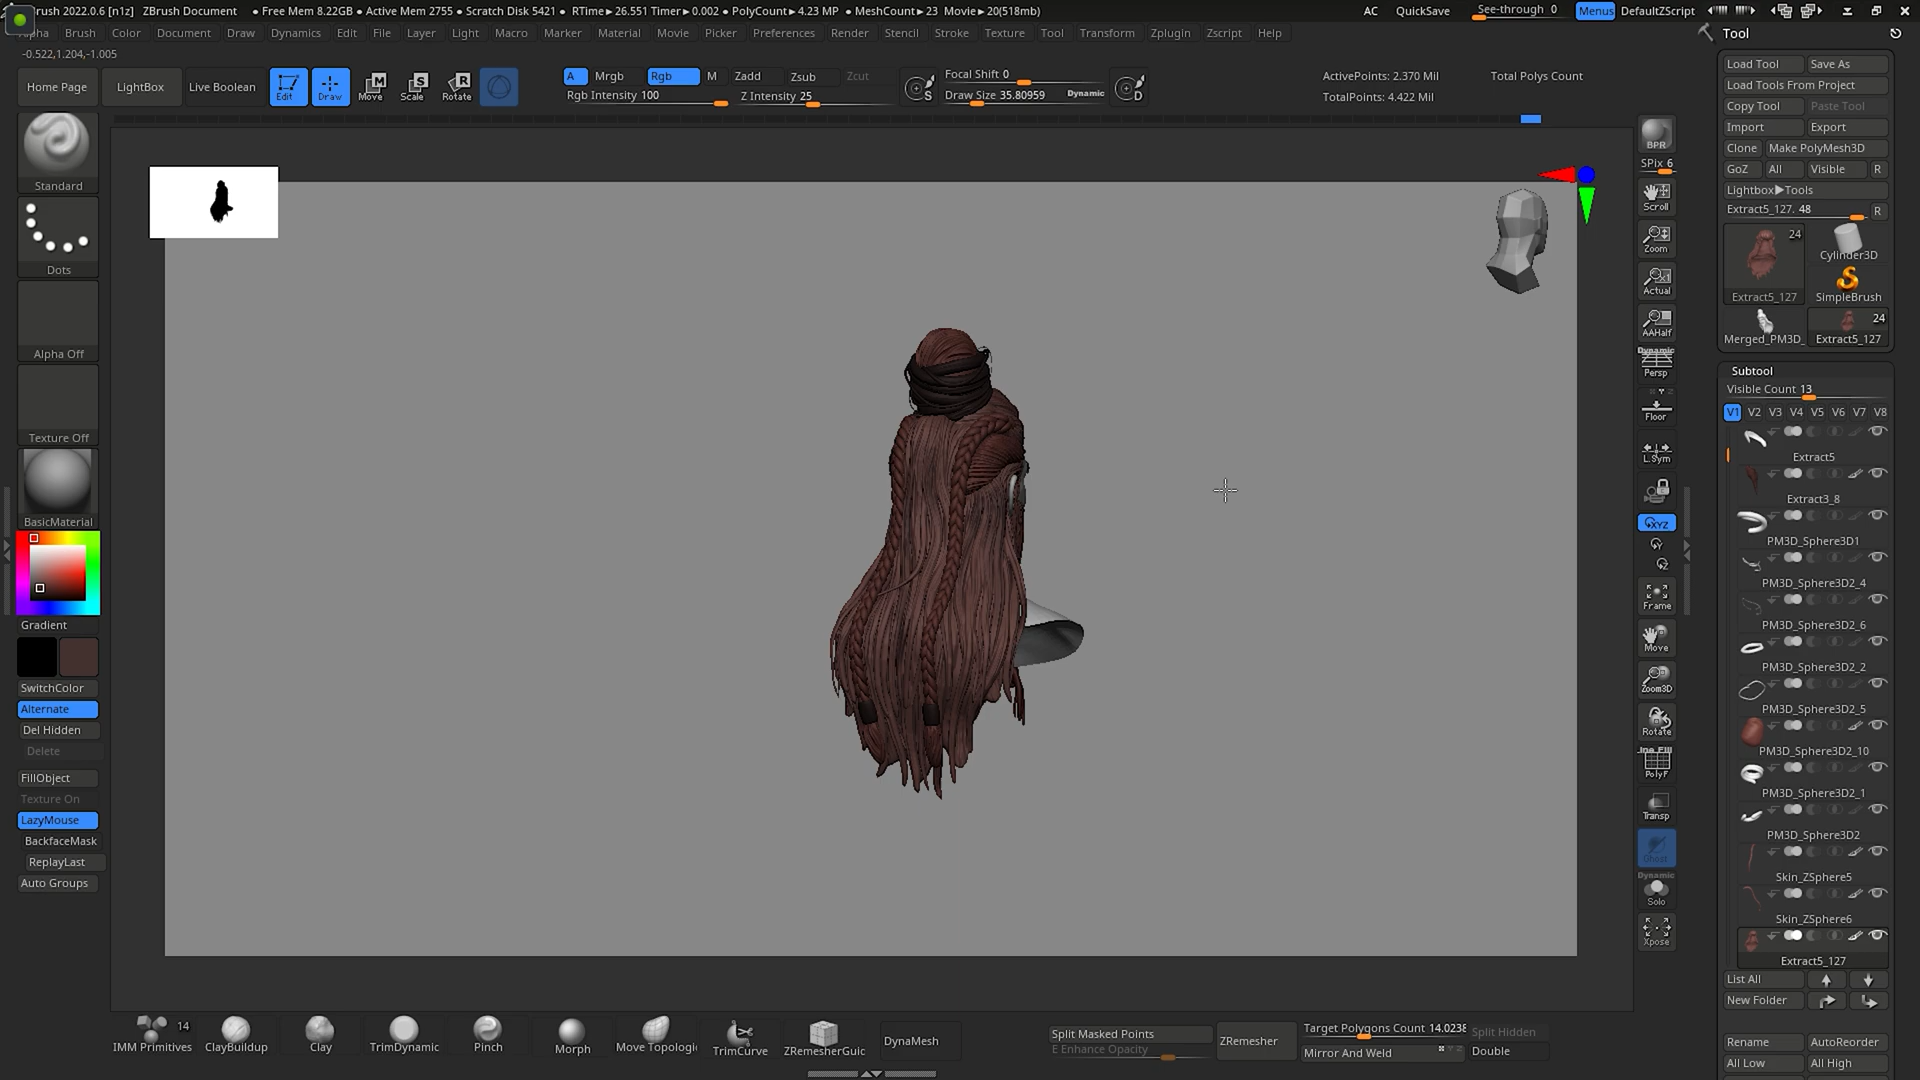 Brush 2022.0.6 [n1z] ZBrush Document ● Free Mem 8.22GB ● Active Mem 2755 ● Scratch Disk 5421 ● RTime►26.551 Timer►0.002 ● PolyCount►4.23 MP ● MeshCount►23 Movie►20(518mb) AC QuickSave See-through 0 Menus DefaultZScript
Alpha Brush Color Document Draw Dynamics Edit File Layer Light Macro Marker Material Movie Picker Preferences Render Stencil Stroke Texture Tool Transform Zplugin Zscript Help
-0.522,1.204,-1.005
Home Page LightBox Live Boolean Edit Draw Move Scale Rotate
A Mrgb Rgb M Zadd Zsub Zcut
Rgb Intensity 100 Z Intensity 25
S
Focal Shift 0
Draw Size 35.80959 Dynamic
D
ActivePoints: 2.370 Mil Total Polys Count
TotalPoints: 4.422 Mil
Standard
Dots
Alpha Off
Texture Off
BasicMaterial
Gradient
SwitchColor
Alternate
Del Hidden
Delete
FillObject
Texture On
LazyMouse
BackfaceMask
ReplayLast
Auto Groups
BPR
SPix 6
Scroll
Zoom
Actual
AAHalf
Dynamic
Persp
Floor
L.Sym
XYZ
Y
Z
Frame
Move
Zoom3D
Rotate
Line Fill
PolyF
Transp
Ghost
Dynamic
Solo
Xpose
Tool
Load Tool Save As
Load Tools From Project
Copy Tool Paste Tool
Import Export
Clone Make PolyMesh3D
GoZ All Visible R
Lightbox►Tools
Extract5_127. 48 R
24
Cylinder3D
Extract5_127 SimpleBrush
24
Merged_PM3D_ Extract5_127
Subtool
Visible Count 13
V1 V2 V3 V4 V5 V6 V7 V8
Extract5
Extract3_8
PM3D_Sphere3D1
PM3D_Sphere3D2_4
PM3D_Sphere3D2_6
PM3D_Sphere3D2_2
PM3D_Sphere3D2_5
PM3D_Sphere3D2_10
PM3D_Sphere3D2_1
PM3D_Sphere3D2
Skin_ZSphere5
Skin_ZSphere6
Extract5_127
List All
New Folder
Rename AutoReorder
All Low All High
14
IMM Primitives ClayBuildup Clay TrimDynamic Pinch Morph Move Topologi TrimCurve ZRemesherGuic DynaMesh
Split Masked Points
E Enhance Opacity
ZRemesher
Target Polygons Count 14.0238 Split Hidden
Mirror And Weld Double